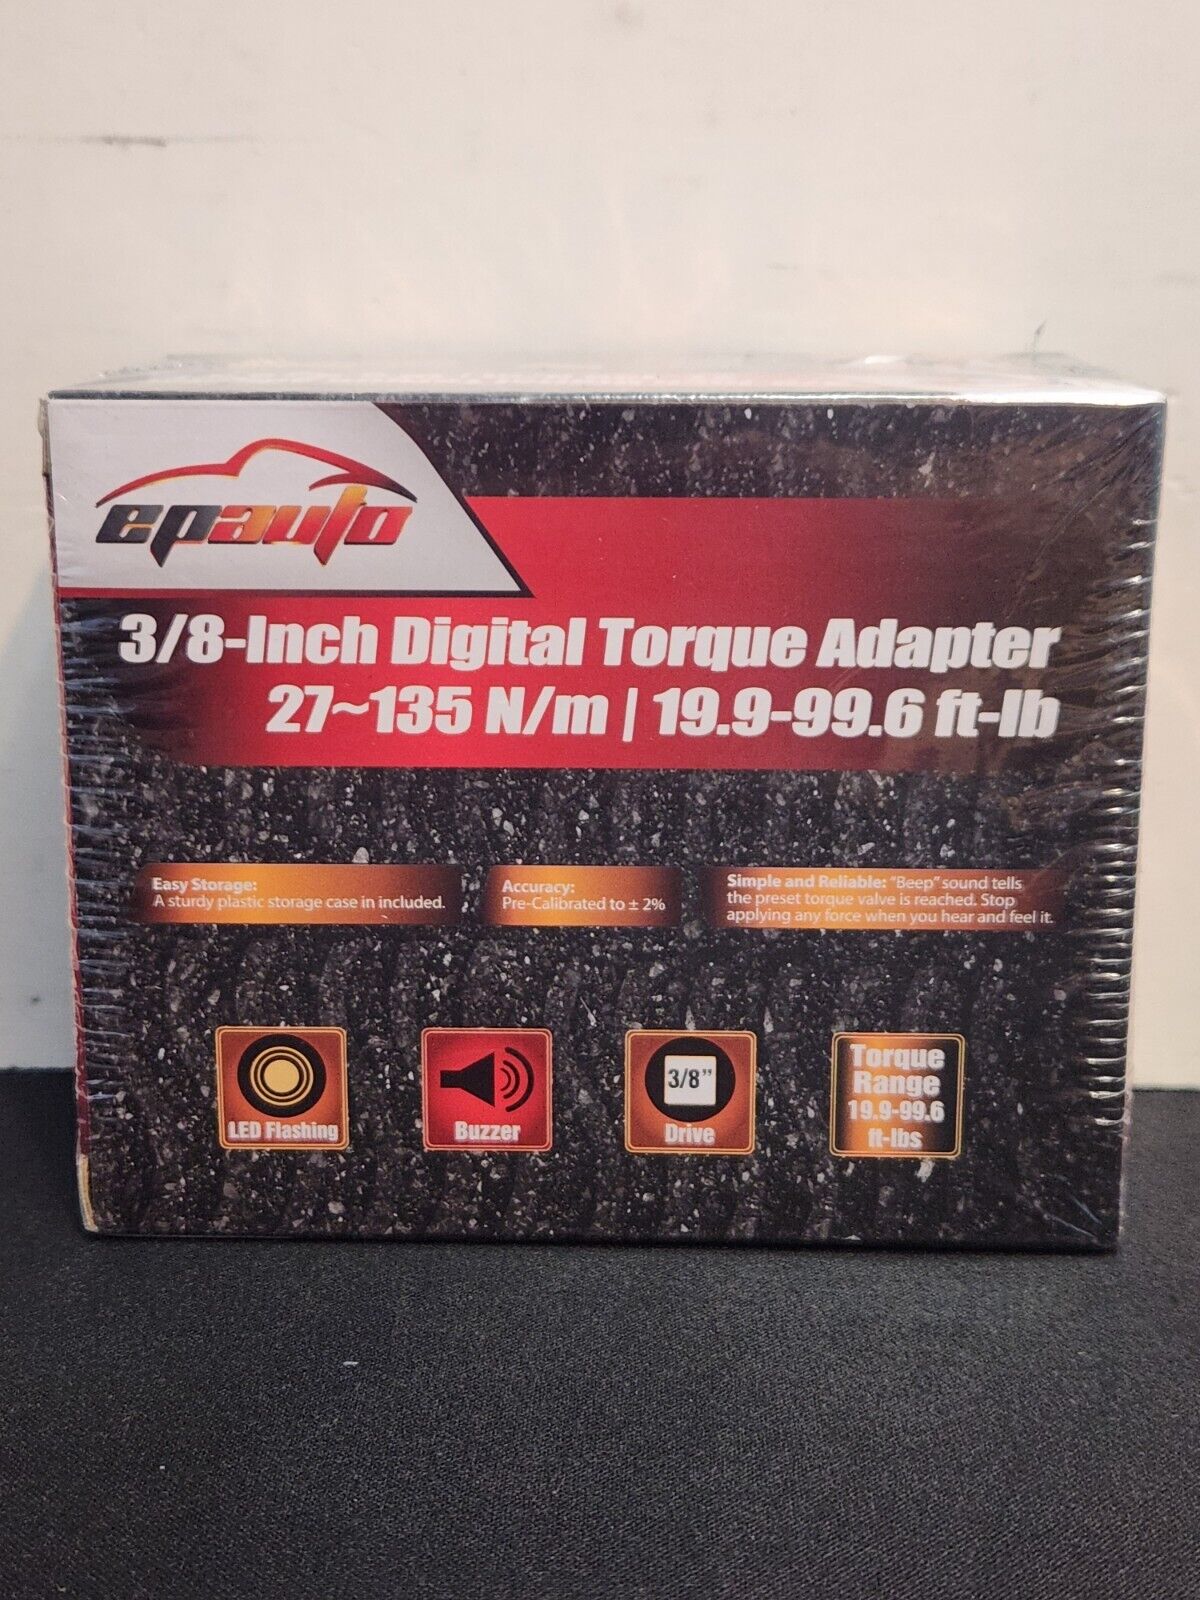 epauto
3/8-Inch Digital Torque Adapter
27~135 N/m | 19.9-99.6 ft-lb
Easy Storage:
A sturdy plastic storage case in included.
Accuracy:
Pre-Calibrated to ± 2%
Simple and Reliable: "Beep" sound tells
the preset torque valve is reached. Stop
applying any force when you hear and feel it.
LED Flashing
Buzzer
3/8"
Drive
Torque
Range
19.9-99.6
ft-lbs